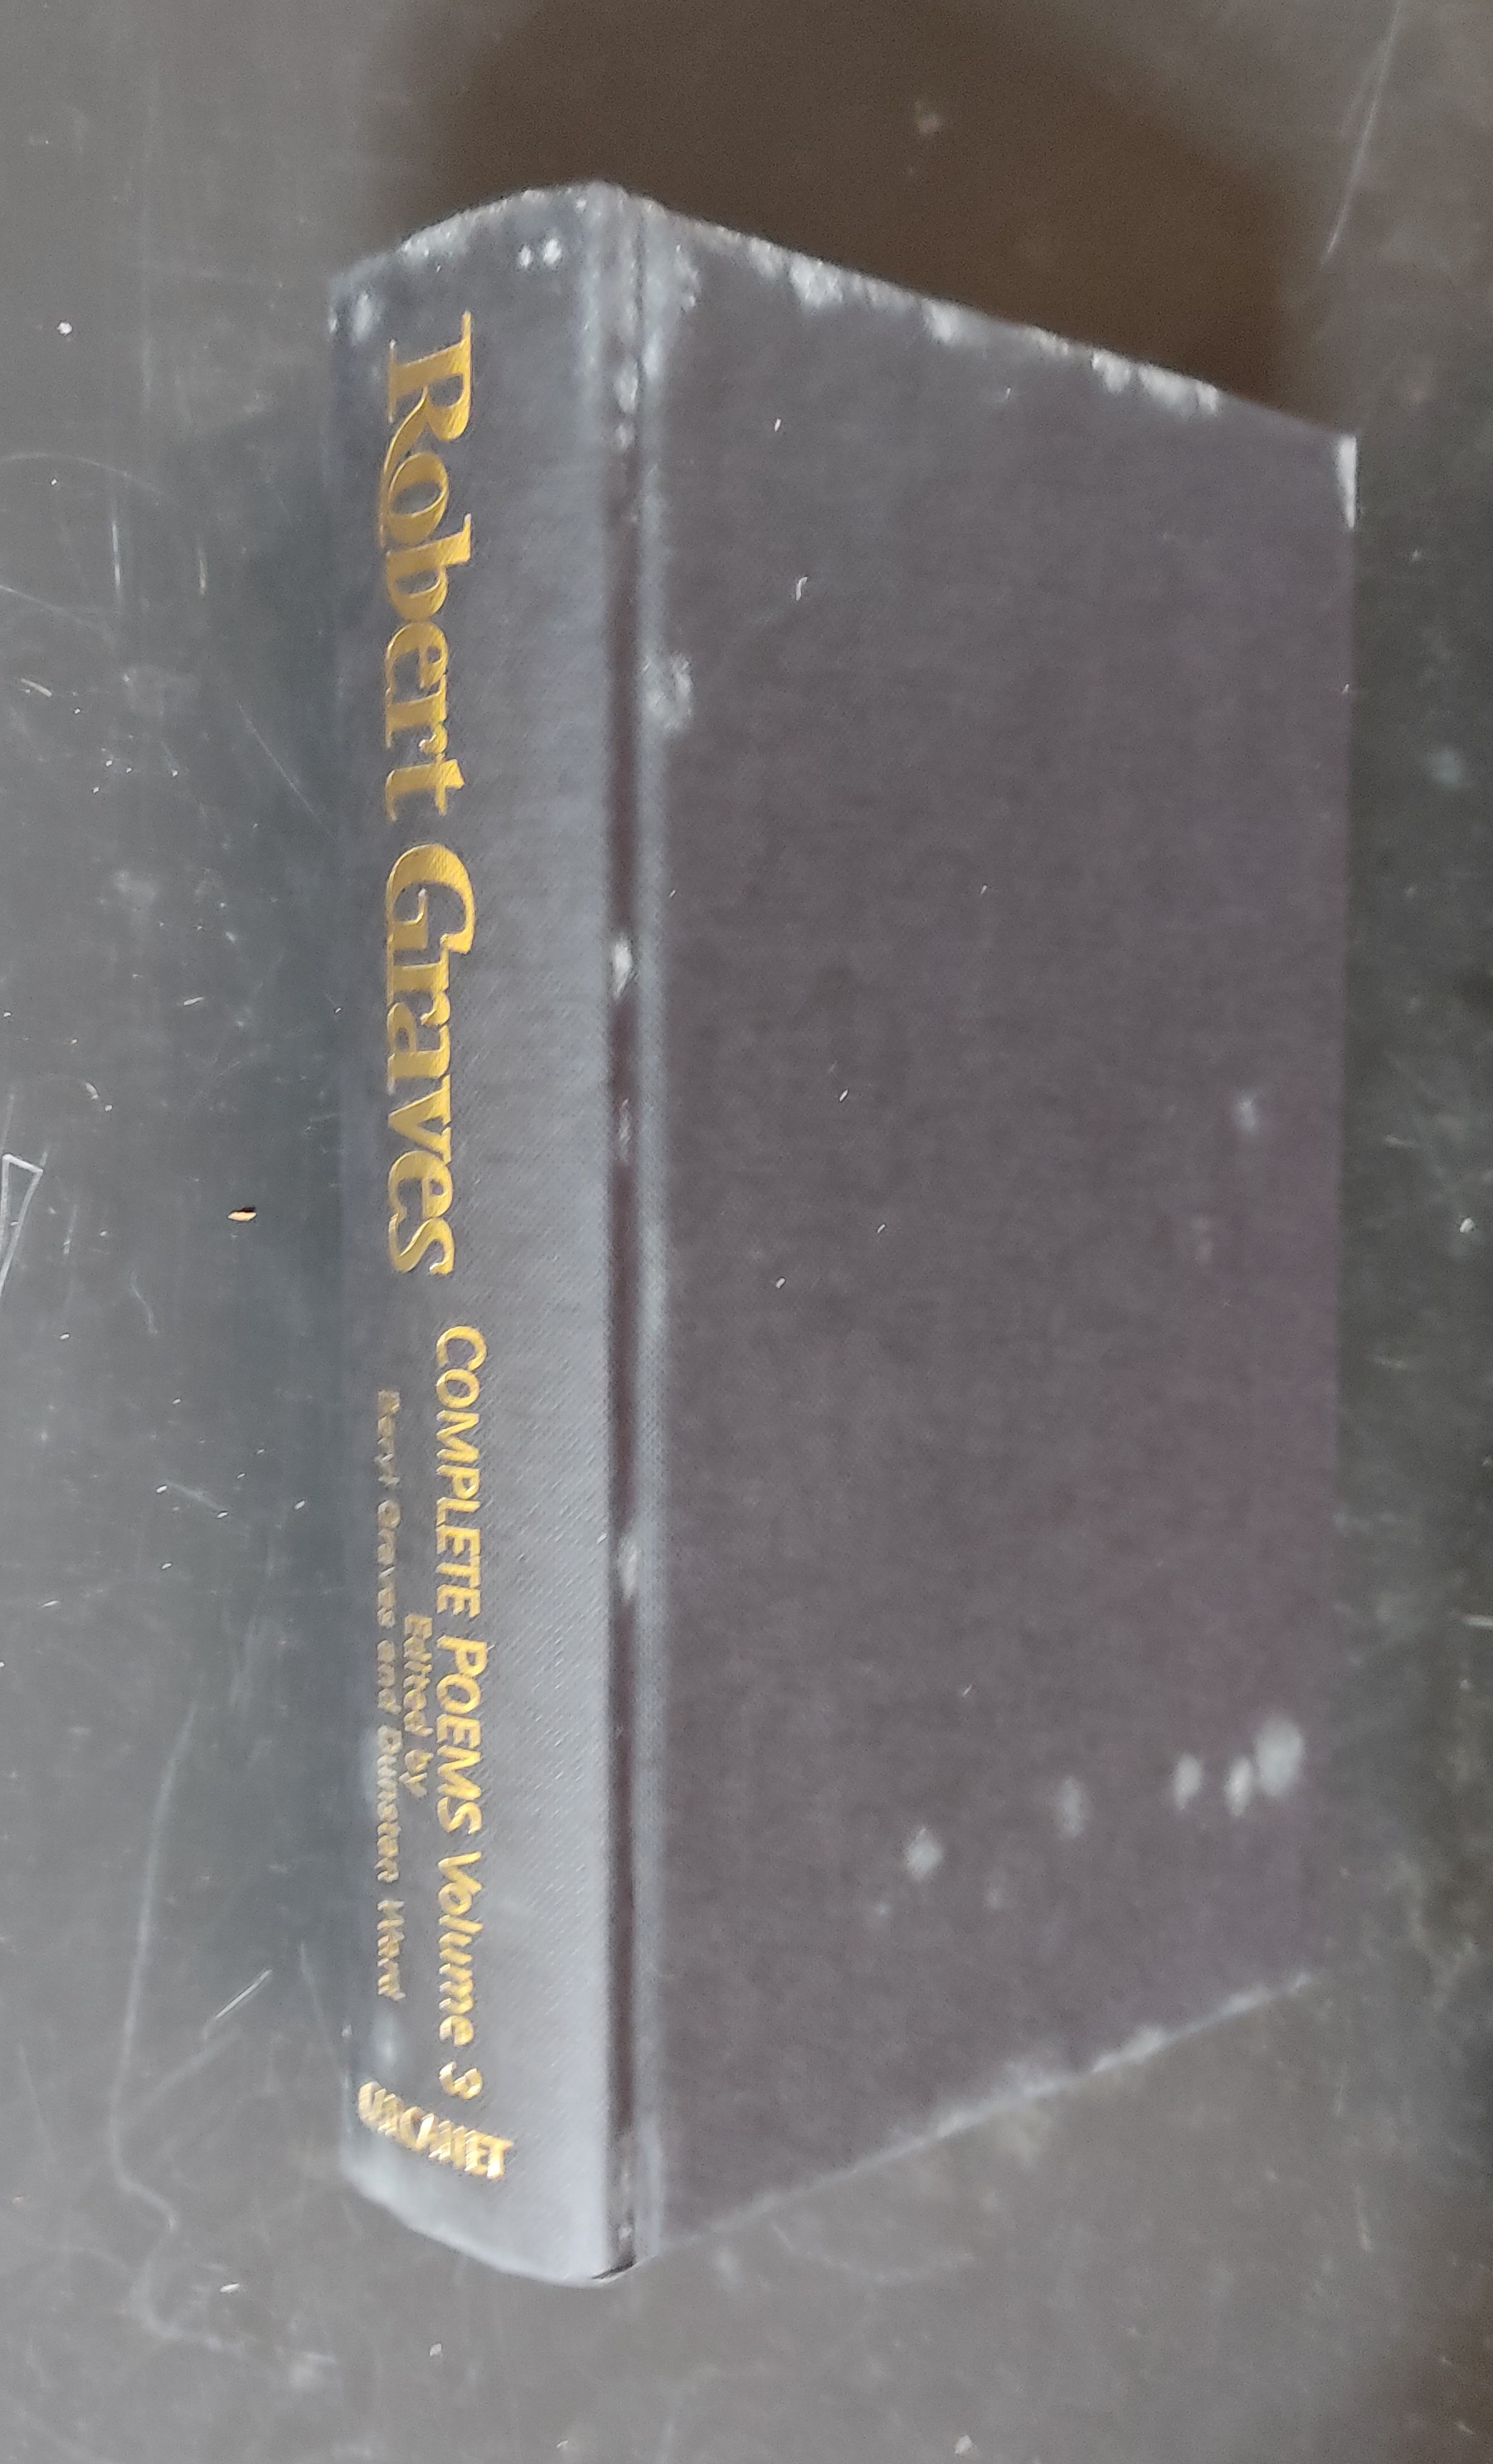 Robert Graves
COMPLETE POEMS Volume 3
Edited by
Beryl Graves and Dunstan Ward
CARCANET